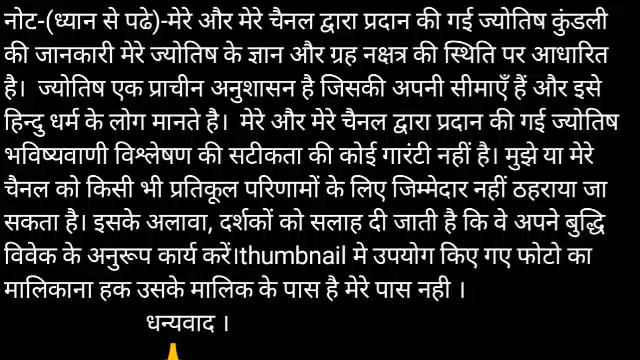 नोट-(ध्यान से पढे)-मेरे और मेरे चैनल द्वारा प्रदान की गई ज्योतिष कुंडली
की जानकारी मेरे ज्योतिष के ज्ञान और ग्रह नक्षत्र की स्थिति पर आधारित
है। ज्योतिष एक प्राचीन अनुशासन है जिसकी अपनी सीमाएँ हैं और इसे
हिन्दु धर्म के लोग मानते है। मेरे और मेरे चैनल द्वारा प्रदान की गई ज्योतिष
भविष्यवाणी विश्लेषण की सटीकता की कोई गारंटी नहीं है। मुझे या मेरे
चैनल को किसी भी प्रतिकूल परिणामों के लिए जिम्मेदार नहीं ठहराया जा
सकता है। इसके अलावा, दर्शकों को सलाह दी जाती है कि वे अपने बुद्धि
विवेक के अनुरूप कार्य करें।thumbnail मे उपयोग किए गए फोटो का
मालिकाना हक उसके मालिक के पास है मेरे पास नही ।
धन्यवाद ।